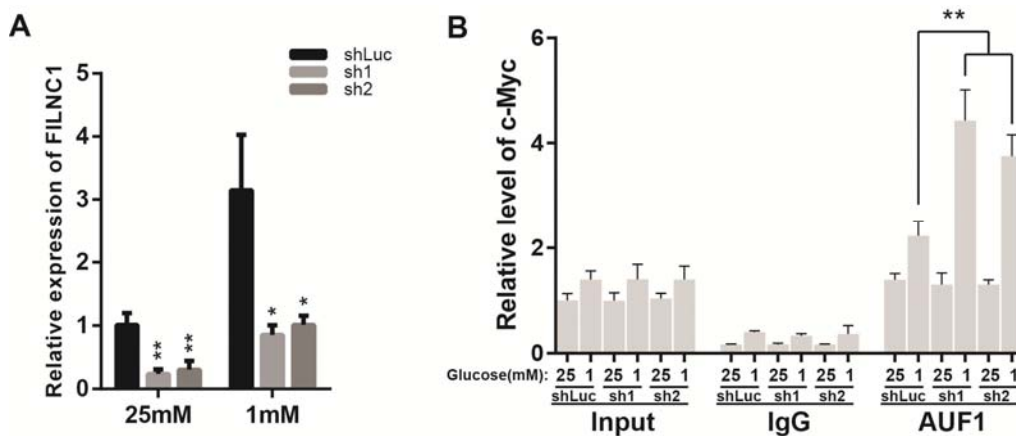 A
shLuc
sh1
sh2
Relative expression of FILNC1
5
4
3
2
1
0
**
**
*
*
25mM
1mM
B
**
Relative level of c-Myc
6
4
2
0
Glucose(mM): 25 1 25 1 25 1 25 1 25 1 25 1 25 1 25 1 25 1
shLuc sh1 sh2 shLuc sh1 sh2 shLuc sh1 sh2
Input IgG AUF1